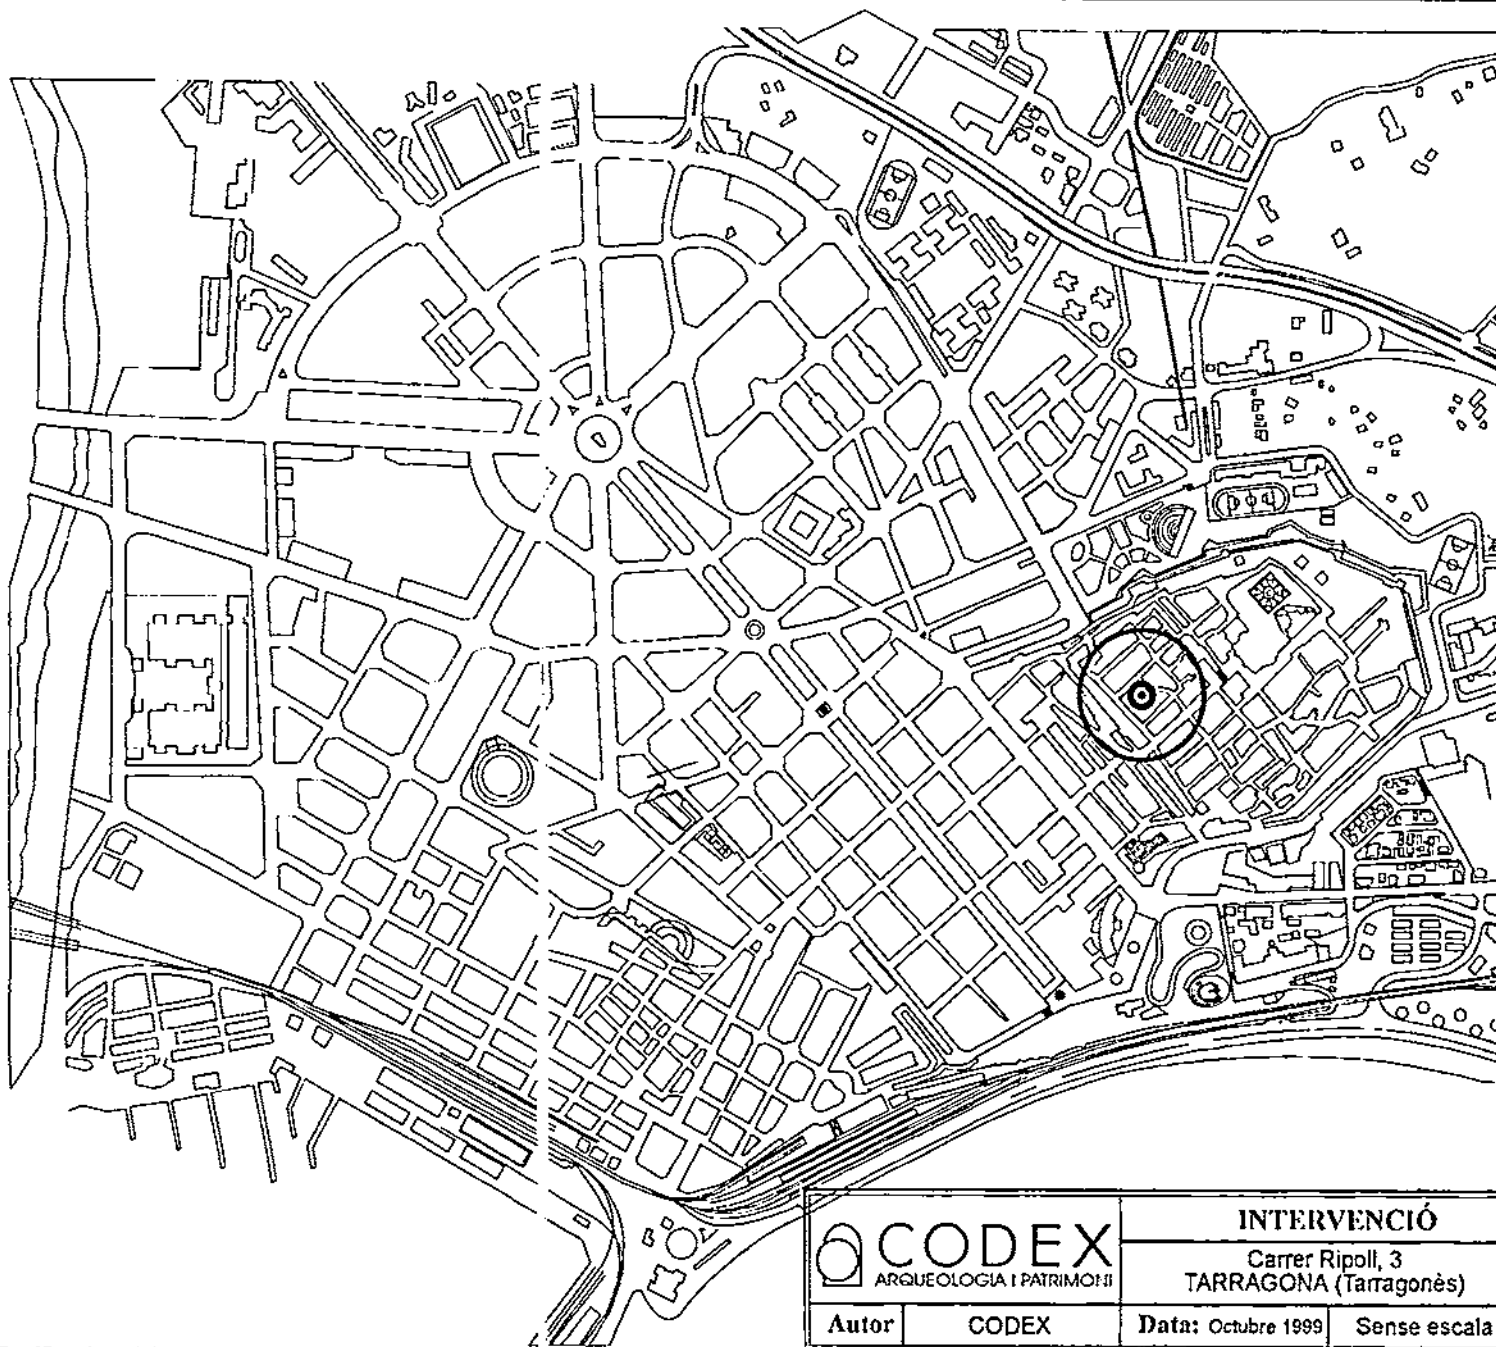 CODEX
ARQUEOLOGIA I PATRIMONI
INTERVENCIÓ
Carrer Ripoll, 3
TARRAGONA (Tarragonès)
Autor
CODEX
Data: Octubre 1999
Sense escala